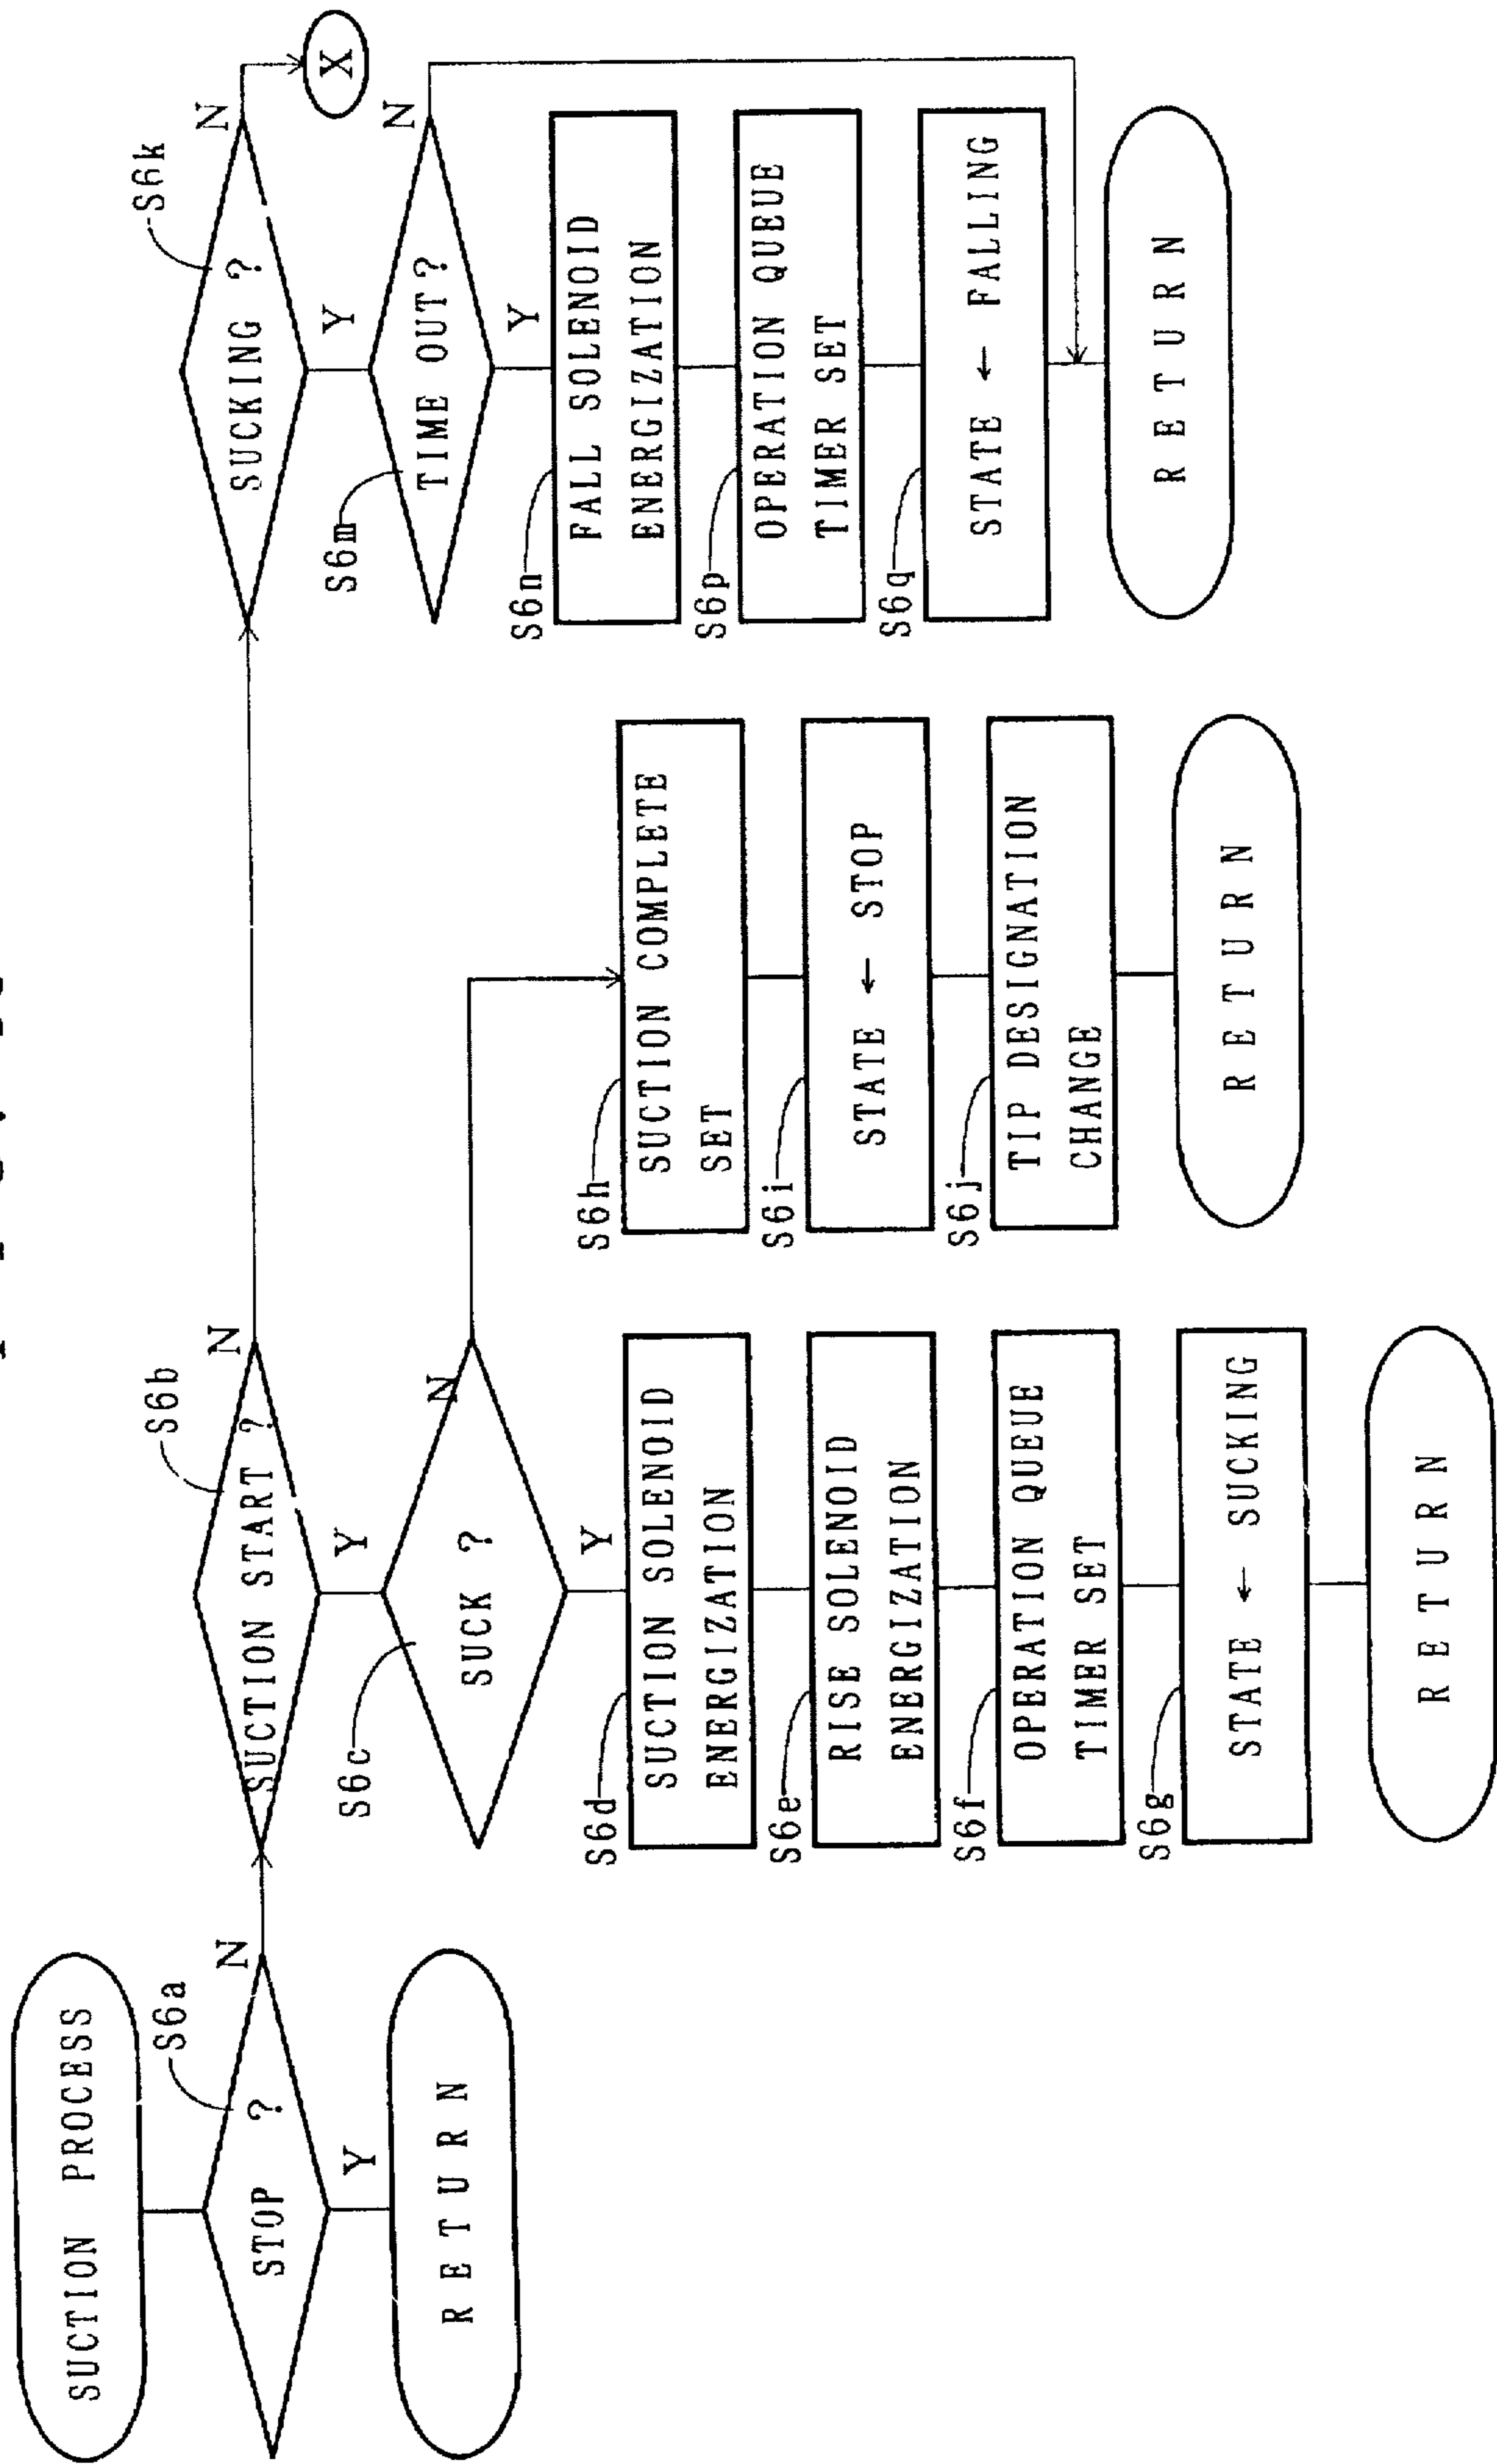 SUCTION PROCESS
S6a
STOP ?
N
Y
RETURN
S6b
SUCTION START ?
N
Y
S6c
SUCK ?
N
Y
S6d
SUCTION SOLENOID
ENERGIZATION
S6e
RISE SOLENOID
ENERGIZATION
S6f
OPERATION QUEUE
TIMER SET
S6g
STATE ← SUCKING
RETURN
S6h
SUCTION COMPLETE
SET
S6i
STATE ← STOP
S6j
TIP DESIGNATION
CHANGE
RETURN
S6k
SUCKING ?
N
X
Y
S6m
TIME OUT?
N
Y
S6n
FALL SOLENOID
ENERGIZATION
S6p
OPERATION QUEUE
TIMER SET
S6q
STATE ← FALLING
RETURN